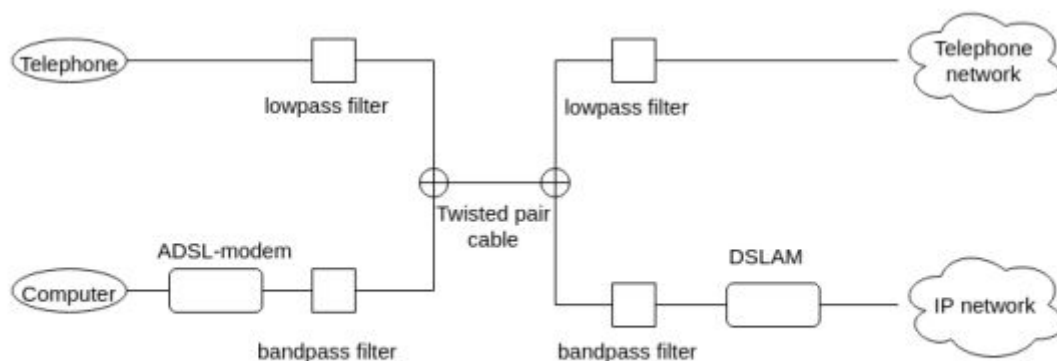 Telephone
lowpass filter
lowpass filter
Telephone
network
Twisted pair
cable
ADSL-modem
Computer
bandpass filter
DSLAM
bandpass filter
IP network